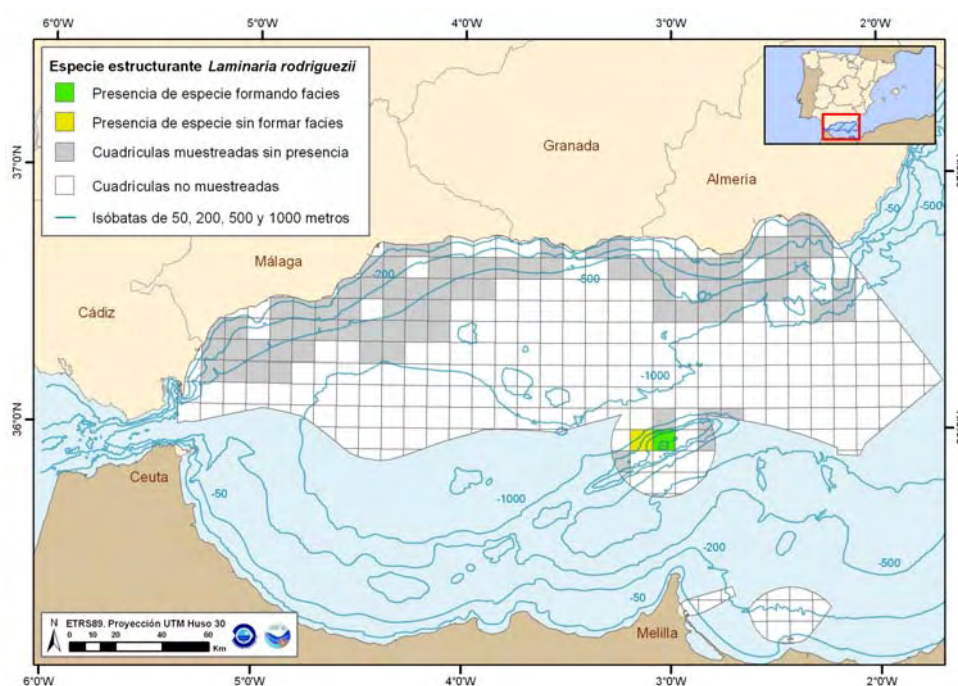 6°0'W 5°0'W 4°0'W 3°0'W 2°0'W
Especie estructurante Laminaria rodriguezii
Presencia de especie formando facies
Presencia de especie sin formar facies
Cuadrículas muestreadas sin presencia
Cuadrículas no muestreadas
Isóbatas de 50, 200, 500 y 1000 metros
37°0'N
Granada
Almería
-50
-500
Málaga
-200
-500
Cádiz
-1000
36°0'N
Ceuta
-50
-1000
-200
-500
-50
Melilla
N
ETRS89. Proyección UTM Huso 30
0 10 20 40 60
Km
6°0'W 5°0'W 4°0'W 3°0'W 2°0'W